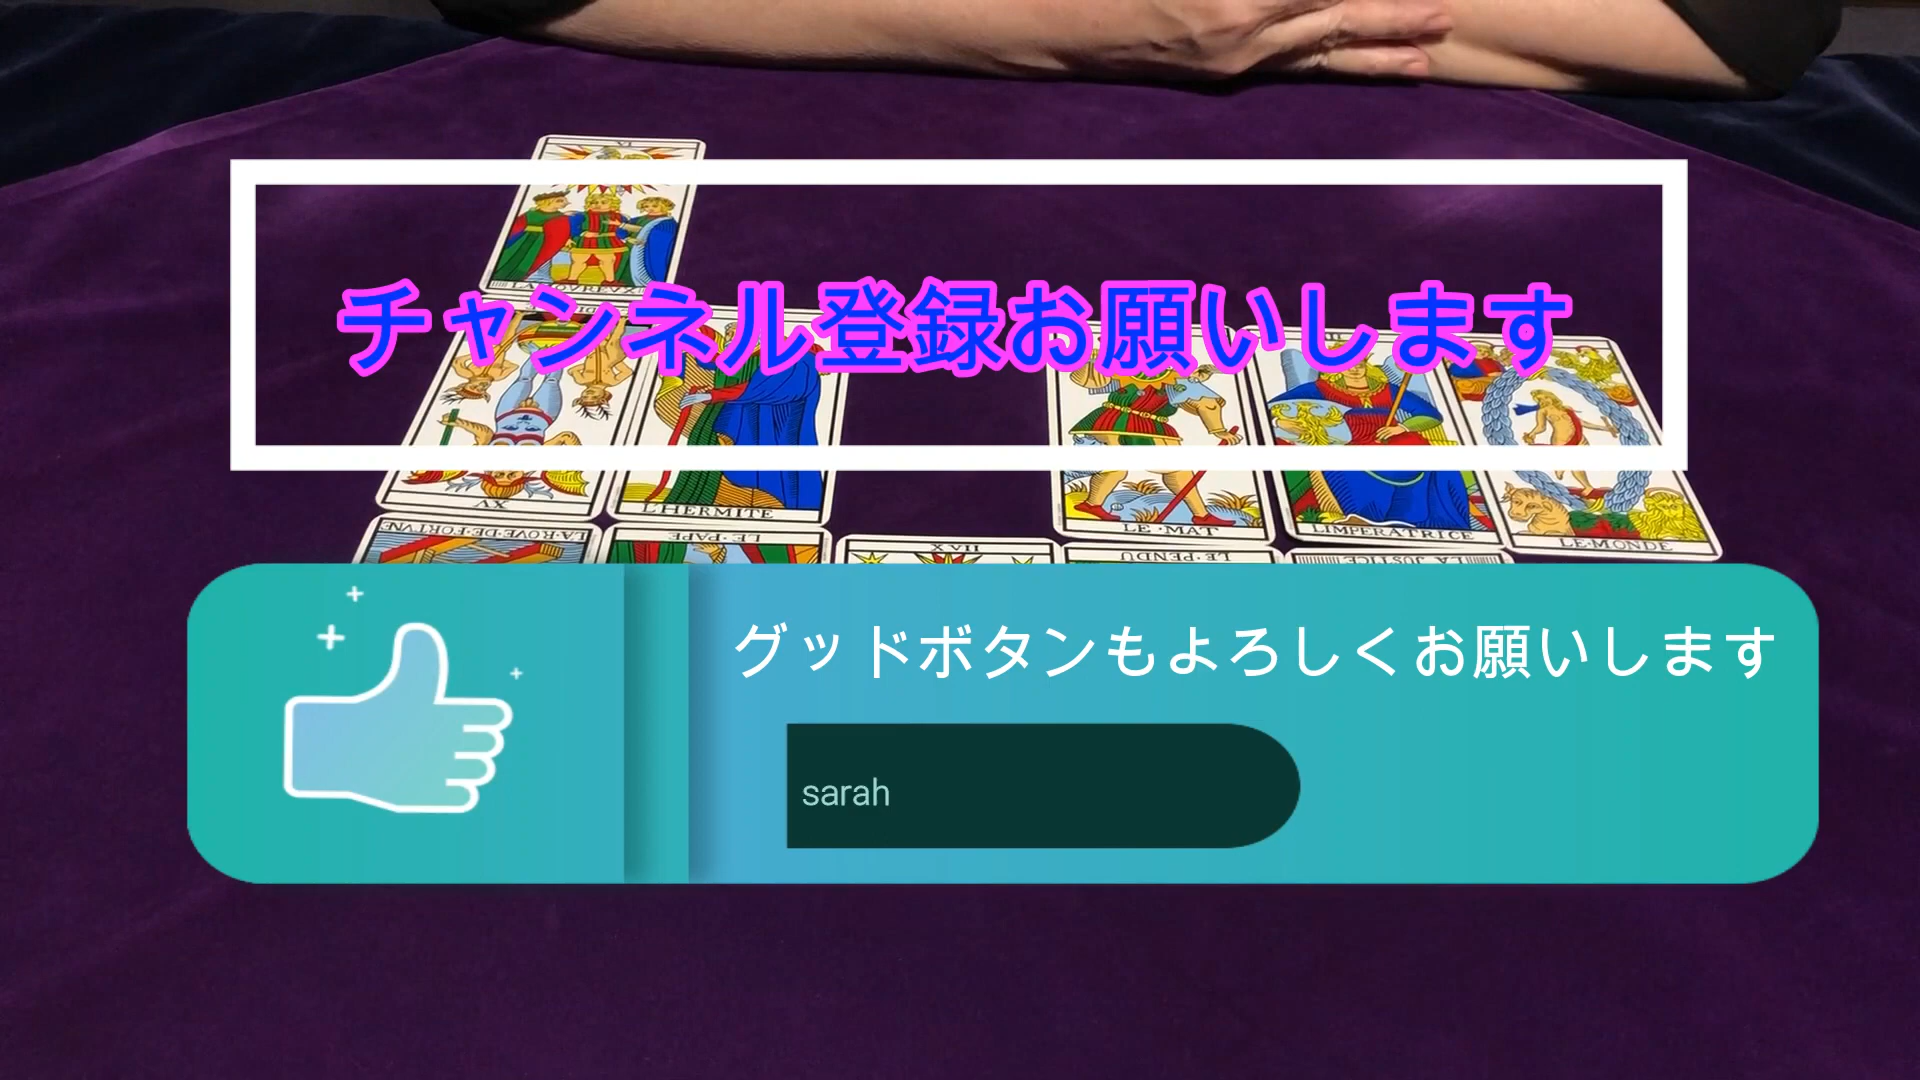 チャンネル登録お願いします
XV
L'HERMITE
LE·MAT
L'IMPERATRICE
LE·MONDE
LA·ROVE·DE·FORTVNE
LE·PAPE
XVII
LE·PENDU
LA JUSTICE
グッドボタンもよろしくお願いします
sarah